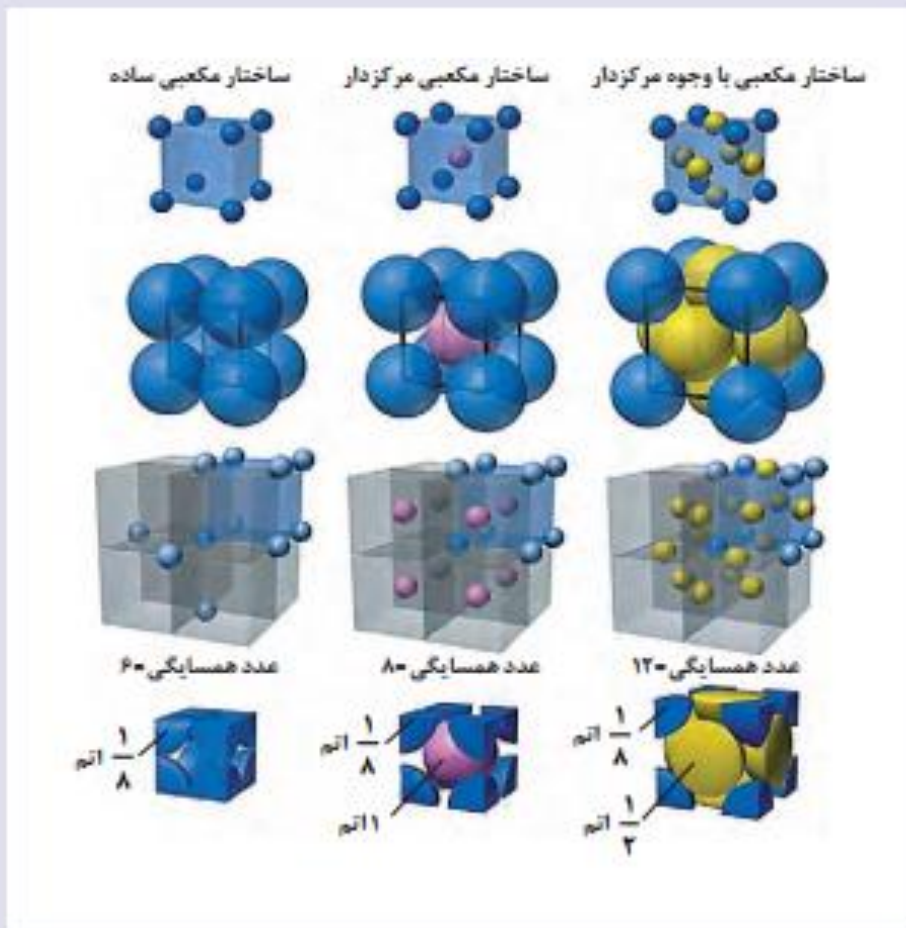 ساختار مکعبی با وجوه مرکزدار
ساختار مکعبی مرکزدار
ساختار مکعبی ساده
عدد همسایگی=۱۲
عدد همسایگی=۸
عدد همسایگی=۶
۱/۸ اتم
۱/۲ اتم
۱/۸ اتم
۱ اتم
۱/۸ اتم